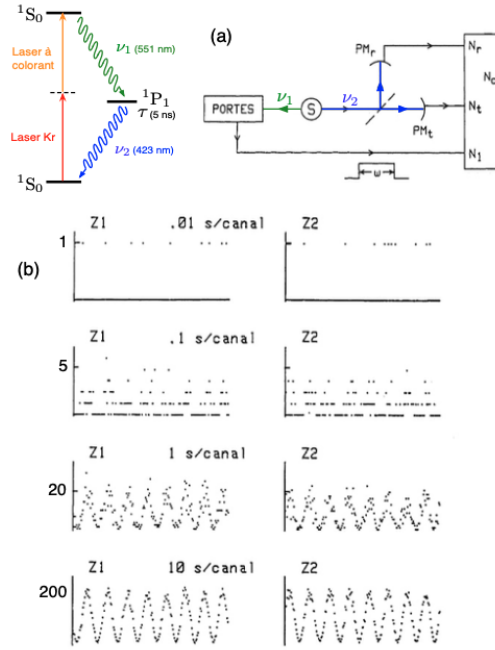 ¹S₀
Laser à
colorant
ν₁ (551 nm)
¹P₁
τ (5 ns)
Laser Kr
ν₂ (423 nm)
¹S₀
(a)
PMᵣ
Nᵣ
ν₁
ν₂
PORTES
S
Nₜ
PMₜ
N₁
w
(b)
Z1 .01 s/canal Z2
1
Z1 .1 s/canal Z2
5
Z1 1 s/canal Z2
20
Z1 10 s/canal Z2
200